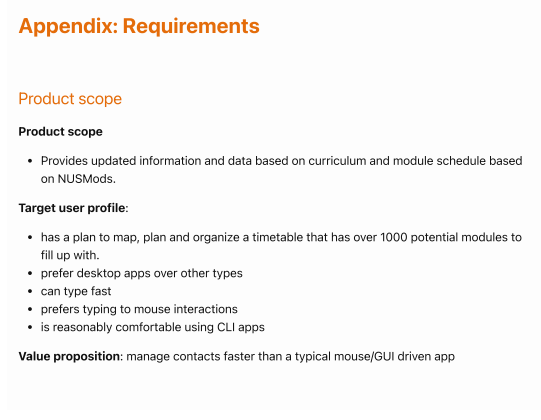 Appendix: Requirements
Product scope
Product scope
• Provides updated information and data based on curriculum and module schedule based
on NUSMods.
Target user profile:
• has a plan to map, plan and organize a timetable that has over 1000 potential modules to
fill up with.
• prefer desktop apps over other types
• can type fast
• prefers typing to mouse interactions
• is reasonably comfortable using CLI apps
Value proposition: manage contacts faster than a typical mouse/GUI driven app